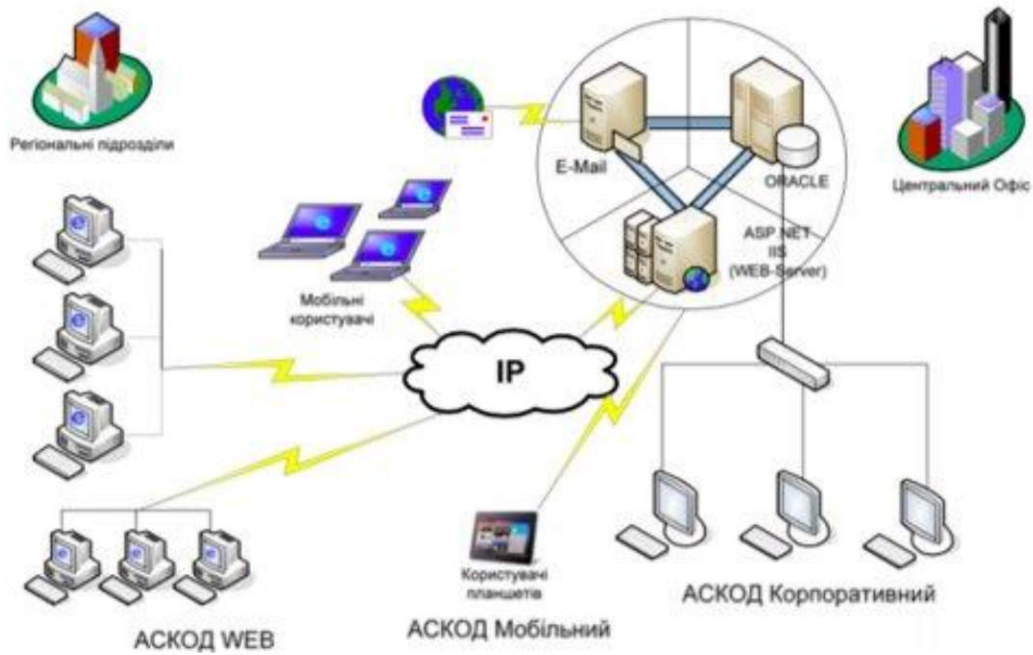 Регіональні підрозділи
E-Mail
ORACLE
Центральний Офіс
ASP.NET
IIS
(WEB-Server)
Мобільні
користувачі
IP
Користувачі
планшетів
АСКОД Корпоративний
АСКОД Мобільний
АСКОД WEB